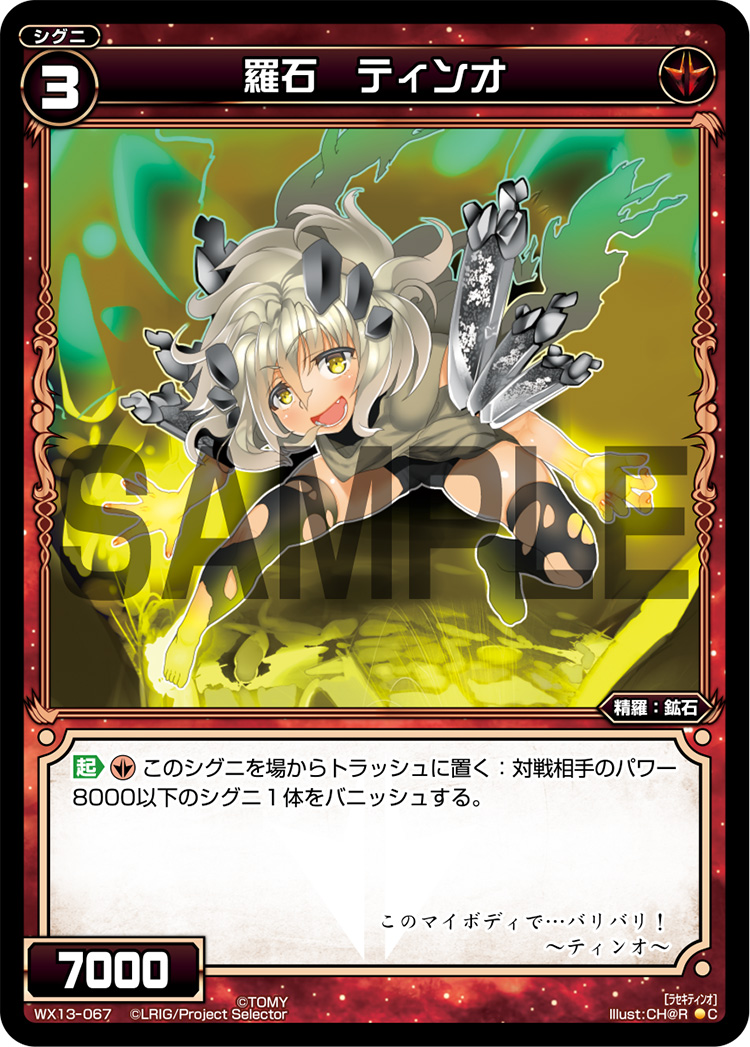 シグニ
3
羅石　ティンオ
SAMPLE
精羅：鉱石
起 このシグニを場からトラッシュに置く：対戦相手のパワー
8000以下のシグニ1体をバニッシュする。
このマイボディで…バリバリ！
～ティンオ～
7000
WX13-067 ©LRIG/Project Selector
©TOMY
[ラセキティンオ]
Illust:CH@R C